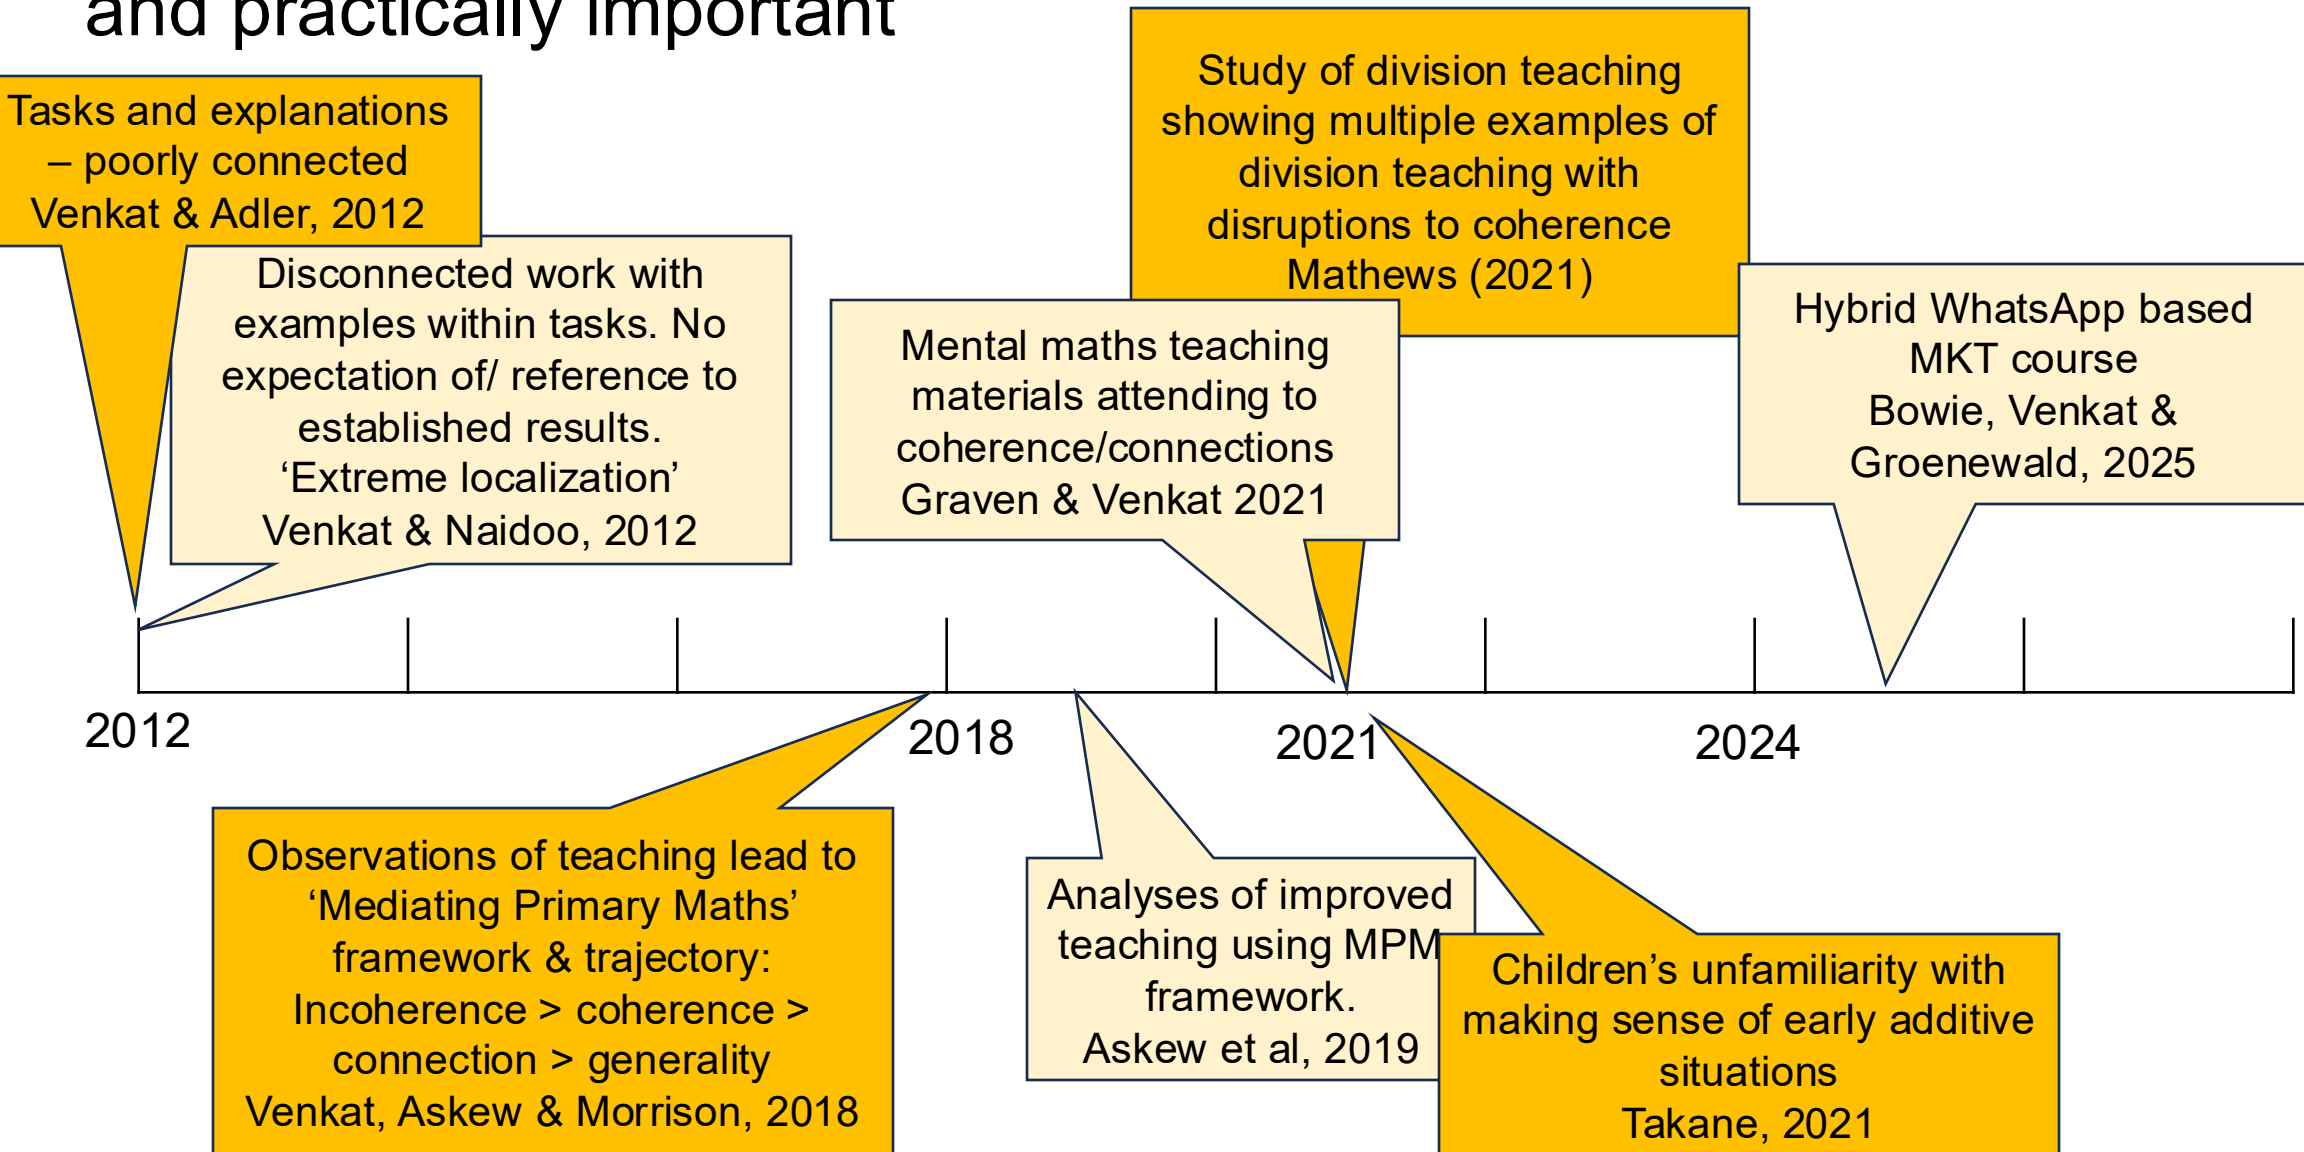 and practically important
Tasks and explanations
– poorly connected
Venkat & Adler, 2012
Disconnected work with
examples within tasks. No
expectation of/ reference to
established results.
‘Extreme localization’
Venkat & Naidoo, 2012
Study of division teaching
showing multiple examples of
division teaching with
disruptions to coherence
Mathews (2021)
Mental maths teaching
materials attending to
coherence/connections
Graven & Venkat 2021
Hybrid WhatsApp based
MKT course
Bowie, Venkat &
Groenewald, 2025
2012
2018
2021
2024
Observations of teaching lead to
‘Mediating Primary Maths’
framework & trajectory:
Incoherence > coherence >
connection > generality
Venkat, Askew & Morrison, 2018
Analyses of improved
teaching using MPM
framework.
Askew et al, 2019
Children’s unfamiliarity with
making sense of early additive
situations
Takane, 2021